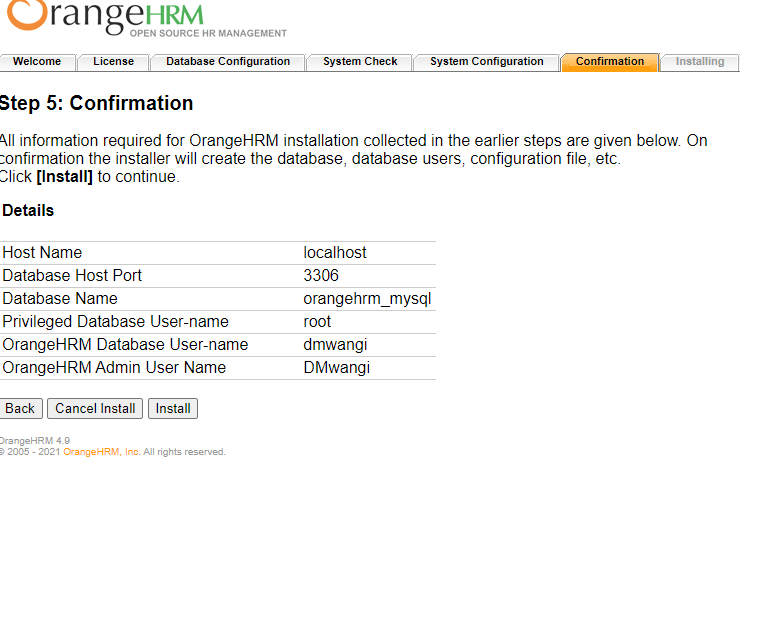 OrangeHRM
OPEN SOURCE HR MANAGEMENT
Welcome License Database Configuration System Check System Configuration Confirmation Installing
Step 5: Confirmation
All information required for OrangeHRM installation collected in the earlier steps are given below. On
confirmation the installer will create the database, database users, configuration file, etc.
Click [Install] to continue.
Details
Host Name localhost
Database Host Port 3306
Database Name orangehrm_mysql
Privileged Database User-name root
OrangeHRM Database User-name dmwangi
OrangeHRM Admin User Name DMwangi
Back Cancel Install Install
OrangeHRM 4.9
© 2005 - 2021 OrangeHRM, Inc. All rights reserved.